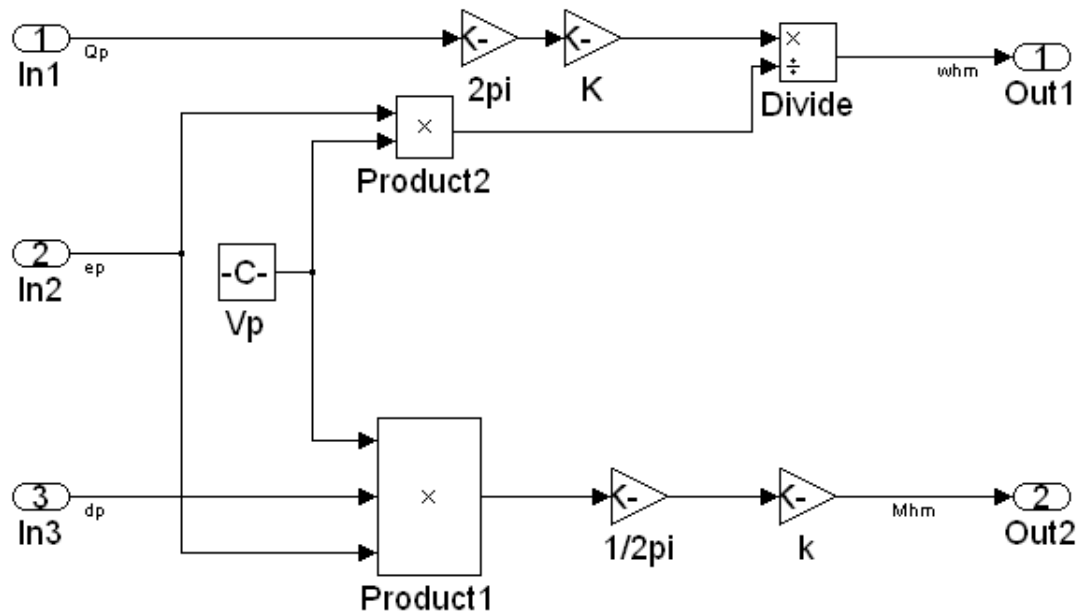 1
Qp
In1
K-
2pi
K-
K
×
÷
Divide
whm
1
Out1
×
Product2
2
ep
In2
-C-
Vp
3
dp
In3
×
Product1
K-
1/2pi
K-
k
Mhm
2
Out2